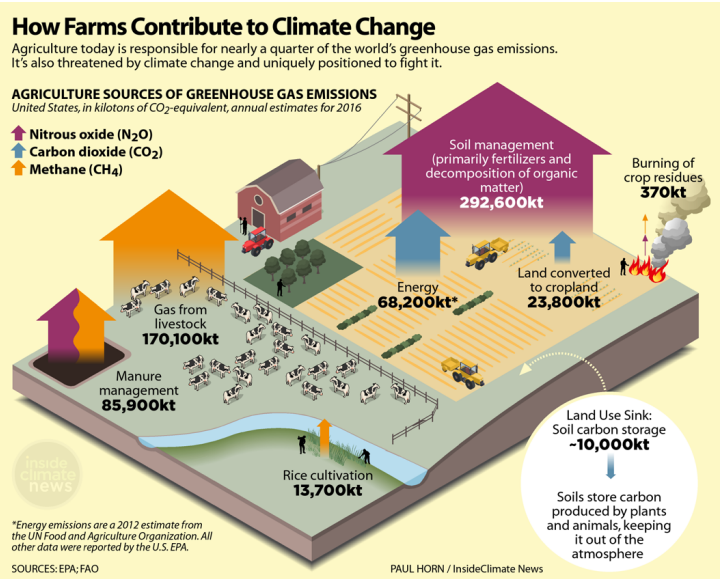 How Farms Contribute to Climate Change
Agriculture today is responsible for nearly a quarter of the world's greenhouse gas emissions.
It's also threatened by climate change and uniquely positioned to fight it.
AGRICULTURE SOURCES OF GREENHOUSE GAS EMISSIONS
United States, in kilotons of CO2-equivalent, annual estimates for 2016
Nitrous oxide (N2O)
Carbon dioxide (CO2)
Methane (CH4)
Soil management
(primarily fertilizers and
decomposition of organic
matter)
292,600kt
Burning of
crop residues
370kt
Energy
68,200kt*
Land converted
to cropland
23,800kt
Gas from
livestock
170,100kt
Manure
management
85,900kt
Rice cultivation
13,700kt
Land Use Sink:
Soil carbon storage
~10,000kt
Soils store carbon
produced by plants
and animals, keeping
it out of the
atmosphere
inside
climate
news
*Energy emissions are a 2012 estimate from
the UN Food and Agriculture Organization. All
other data were reported by the U.S. EPA.
SOURCES: EPA; FAO
PAUL HORN / InsideClimate News